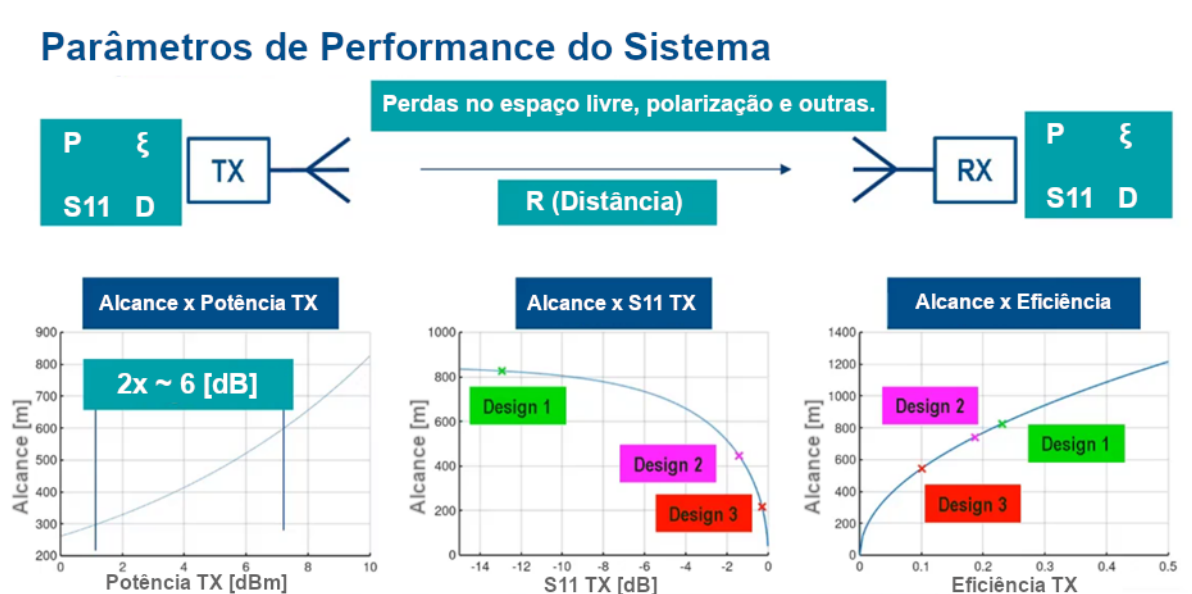 Parâmetros de Performance do Sistema
Perdas no espaço livre, polarização e outras.
P ξ
S11 D
TX
R (Distância)
RX
P ξ
S11 D
Alcance x Potência TX
900
800
700
600
500
400
300
200
Alcance [m]
2x ~ 6 [dB]
0 2 4 6 8 10
Potência TX [dBm]
Alcance x S11 TX
1000
800
600
400
200
0
Alcance [m]
Design 1
Design 2
Design 3
-14 -12 -10 -8 -6 -4 -2 0
S11 TX [dB]
Alcance x Eficiência
1400
1200
1000
800
600
400
200
0
Alcance [m]
Design 2
Design 1
Design 3
0 0.1 0.2 0.3 0.4 0.5
Eficiência TX